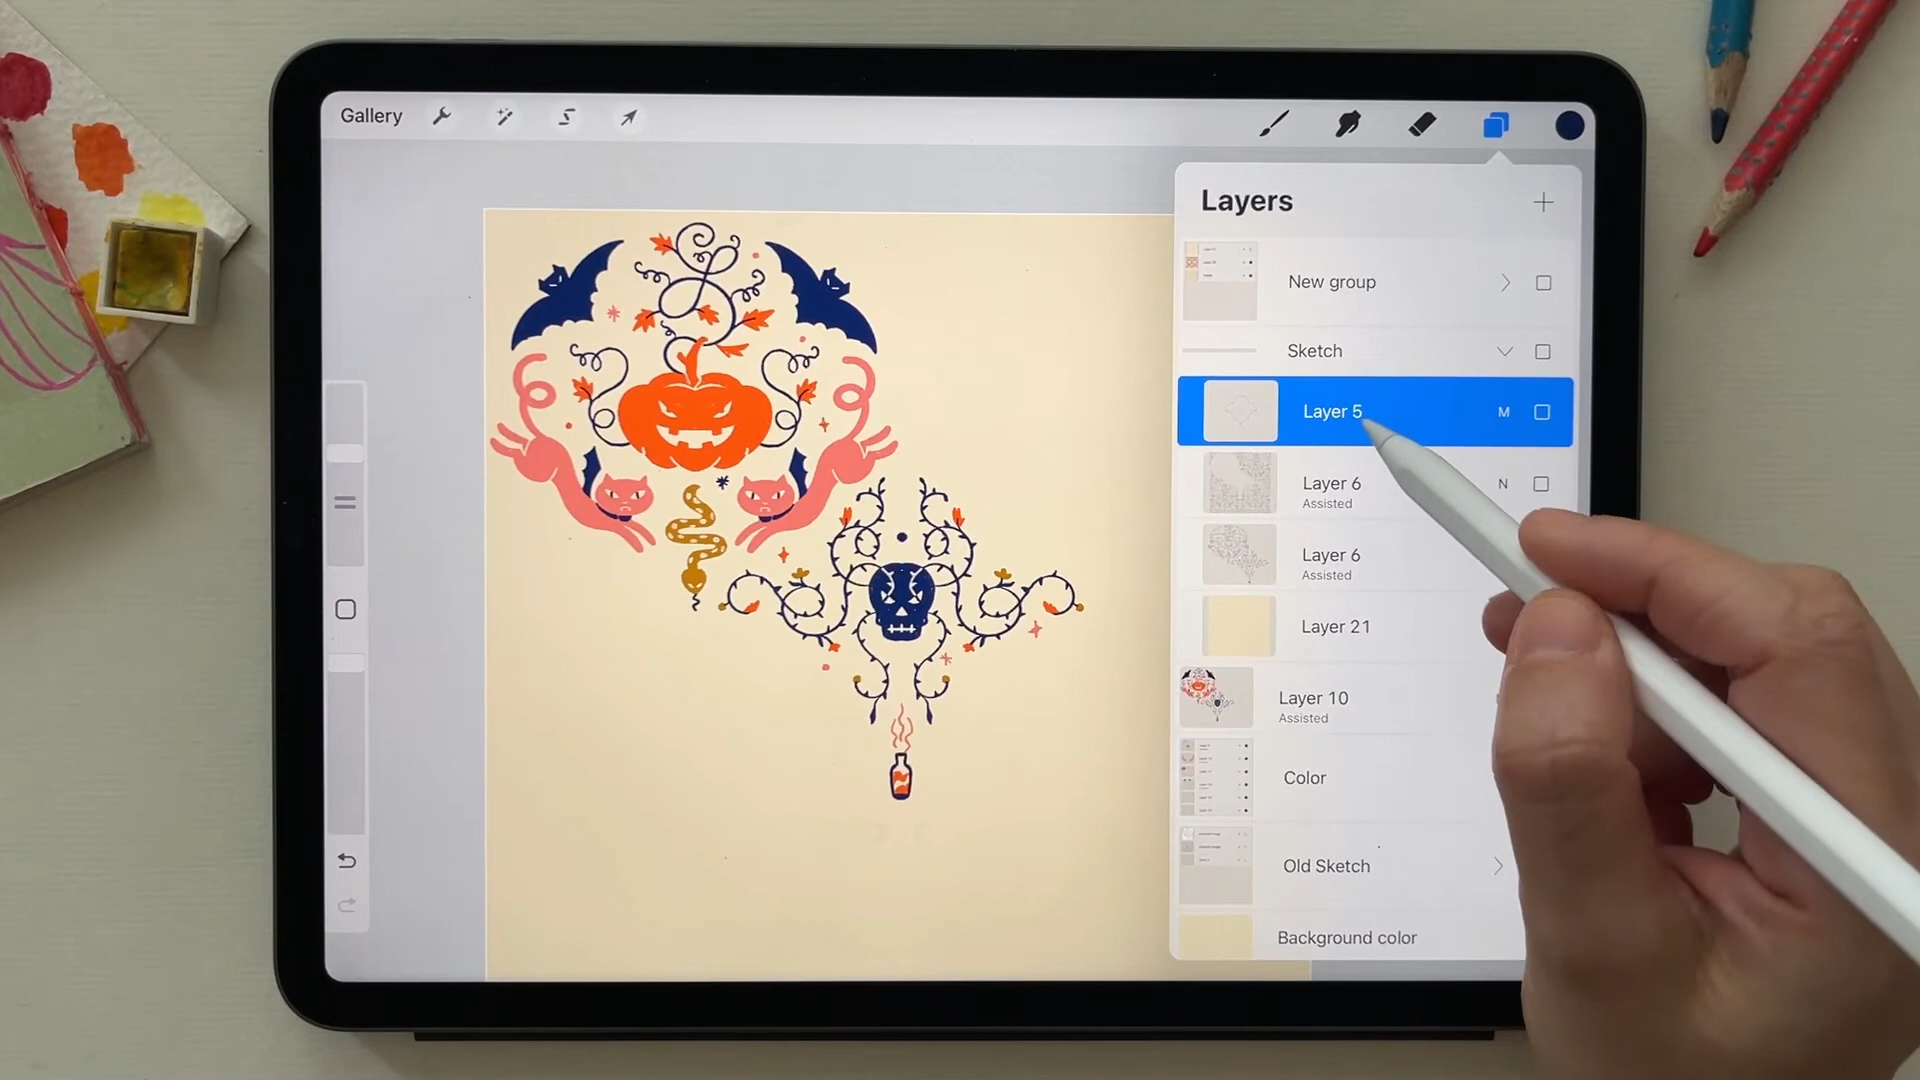 Gallery
Layers
New group
Sketch
Layer 5
M
Layer 6
Assisted
N
Layer 6
Assisted
Layer 21
Layer 10
Assisted
Color
Old Sketch
Background color